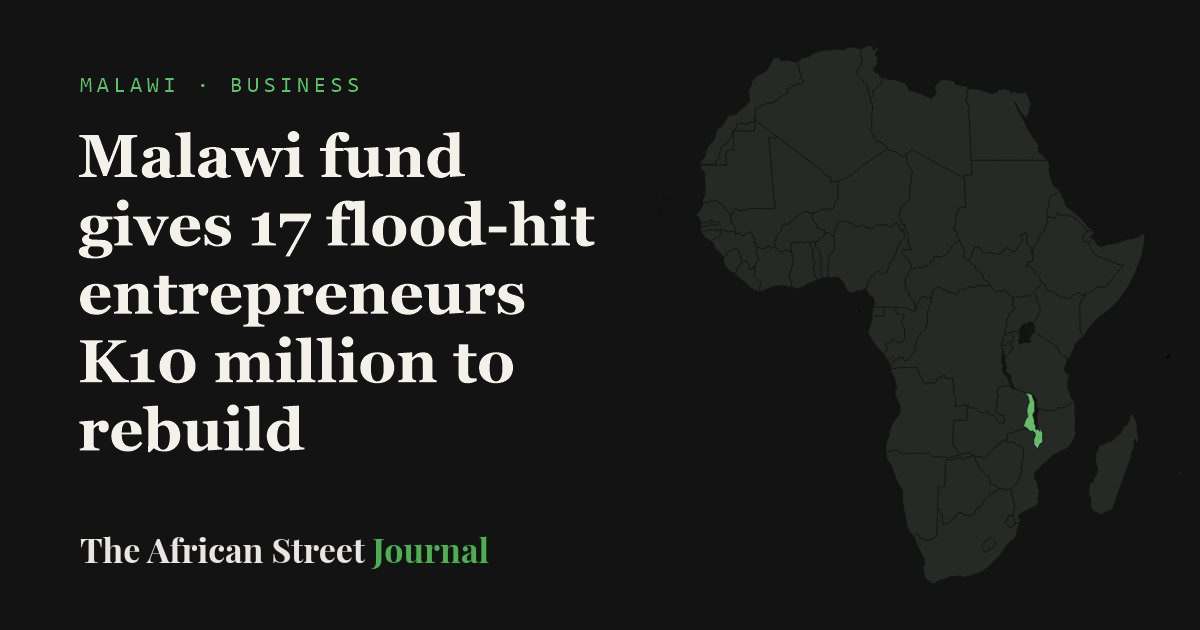 MALAWI · BUSINESS
Malawi fund
gives 17 flood-hit
entrepreneurs
K10 million to
rebuild
The African Street Journal